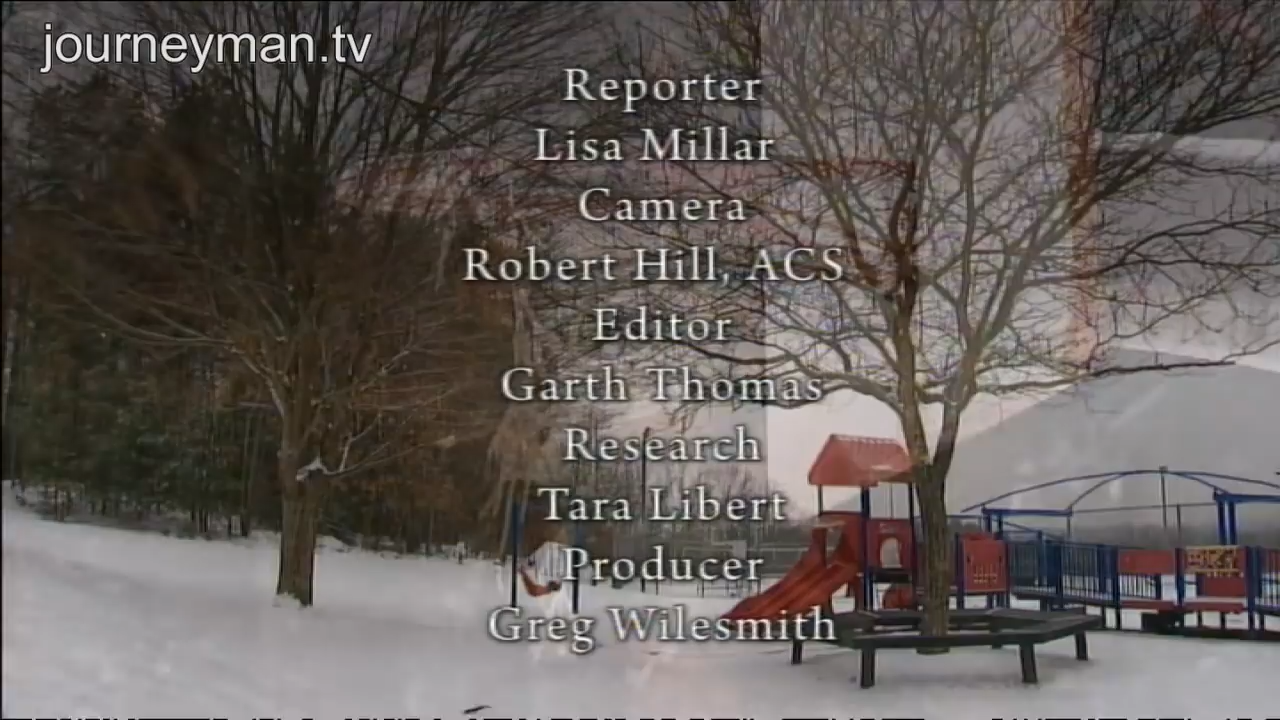 journeyman.tv
Reporter
Lisa Millar
Camera
Robert Hill, ACS
Editor
Garth Thomas
Research
Tara Libert
Producer
Greg Wilesmith